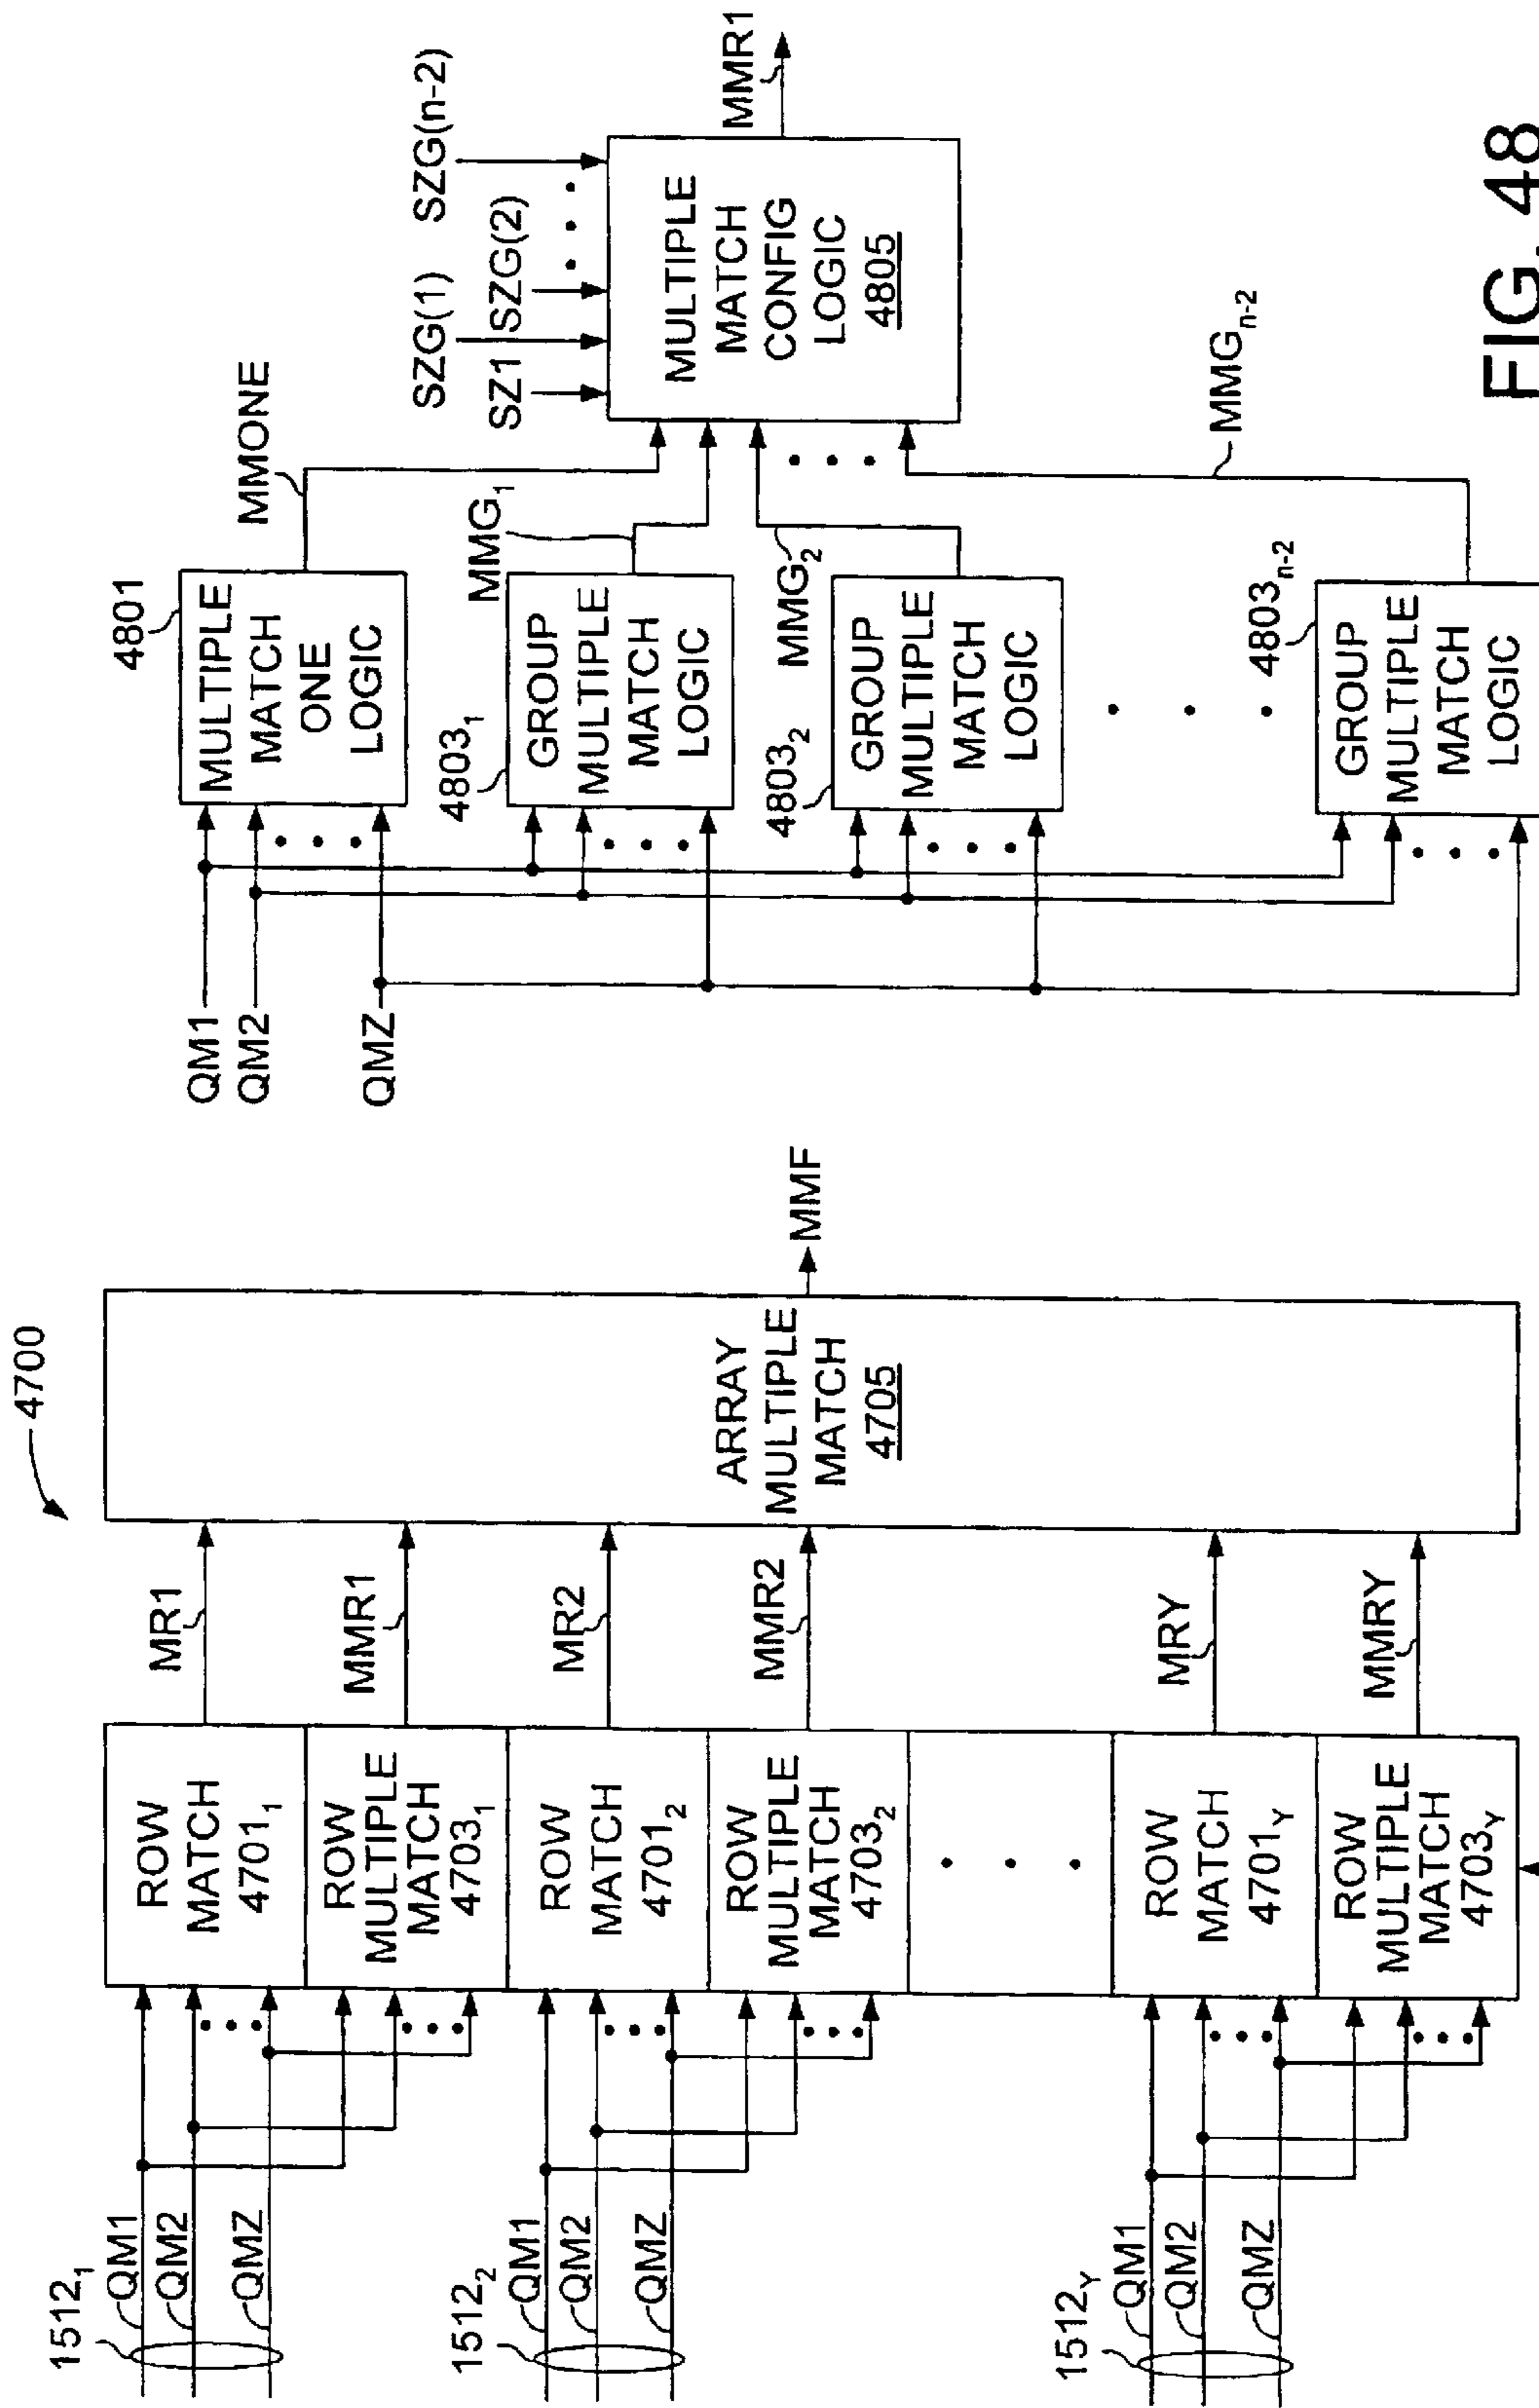 4700
1512₁
QM1
QM2
QMZ
1512₂
QM1
QM2
QMZ
1512Y
QM1
QM2
QMZ
ROW
MATCH
4701₁
ROW
MULTIPLE
MATCH
4703₁
ROW
MATCH
4701₂
ROW
MULTIPLE
MATCH
4703₂
ROW
MATCH
4701Y
ROW
MULTIPLE
MATCH
4703Y
MR1
MMR1
MR2
MMR2
MRY
MMRY
ARRAY
MULTIPLE
MATCH
4705
MMF
QM1
QM2
QMZ
4801
MULTIPLE
MATCH
ONE
LOGIC
4803₁
GROUP
MULTIPLE
MATCH
LOGIC
4803₂
GROUP
MULTIPLE
MATCH
LOGIC
4803n-2
GROUP
MULTIPLE
MATCH
LOGIC
MMONE
MMG₁
MMG₂
MMGn-2
SZG(1)
SZ1
SZG(2)
SZG(n-2)
MULTIPLE
MATCH
CONFIG
LOGIC
4805
MMR1
FIG. 48